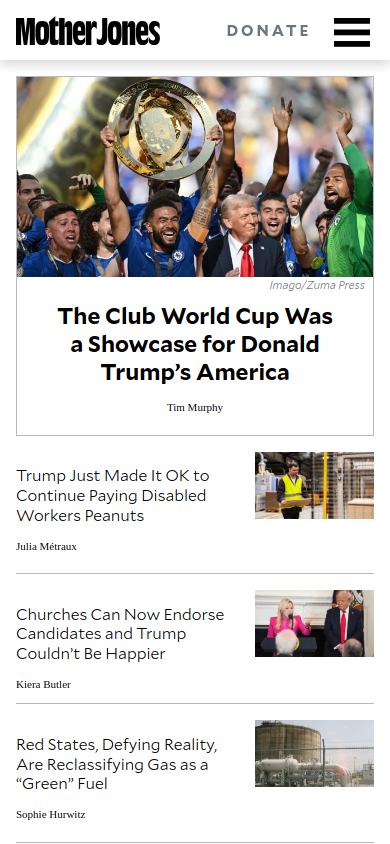 Mother Jones
DONATE
Imago/Zuma Press
The Club World Cup Was
a Showcase for Donald
Trump’s America
Tim Murphy
Trump Just Made It OK to
Continue Paying Disabled
Workers Peanuts
Julia Métraux
Churches Can Now Endorse
Candidates and Trump
Couldn’t Be Happier
Kiera Butler
Red States, Defying Reality,
Are Reclassifying Gas as a
“Green” Fuel
Sophie Hurwitz